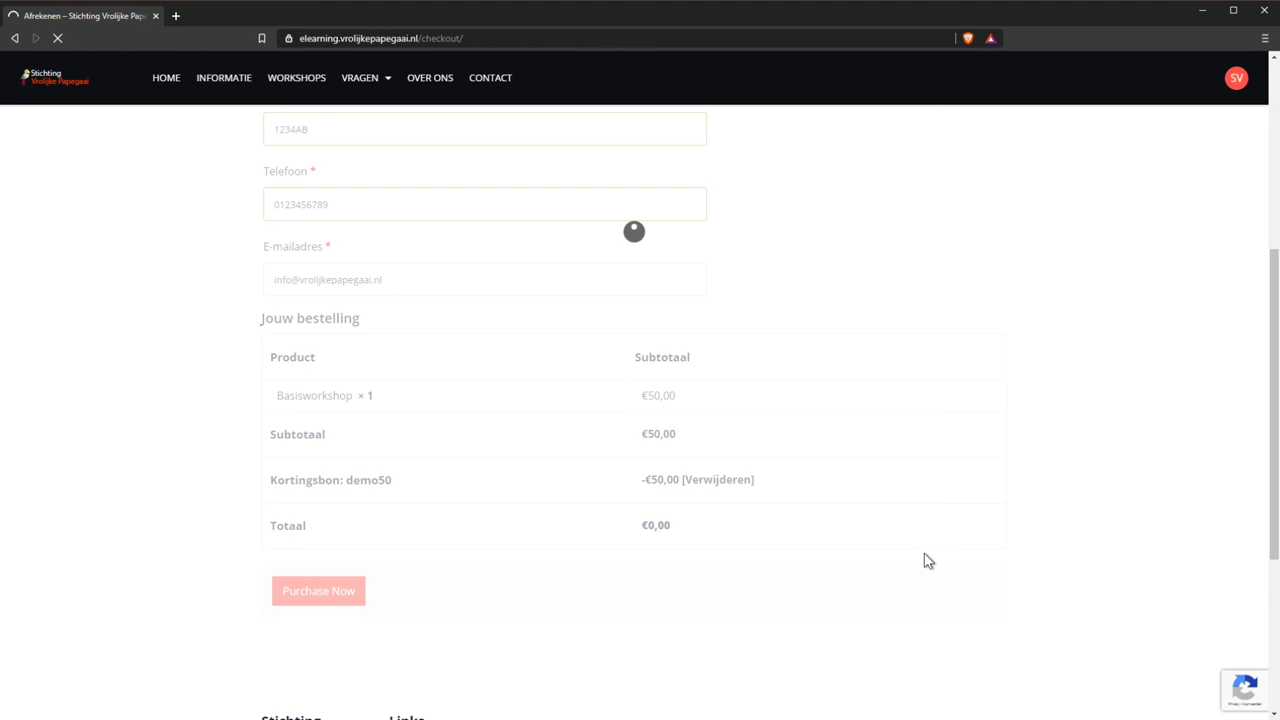 Afrekenen – Stichting Vrolijke Pap
elearning.vrolijkepapegaai.nl/checkout/
Stichting
Vrolijke Papegaai
HOME INFORMATIE WORKSHOPS VRAGEN OVER ONS CONTACT
SV
1234AB
Telefoon *
0123456789
E-mailadres *
info@vrolijkepapegaai.nl
Jouw bestelling
Product Subtotaal
Basisworkshop × 1 €50,00
Subtotaal €50,00
Kortingsbon: demo50 -€50,00 [Verwijderen]
Totaal €0,00
Purchase Now
Stichting Links